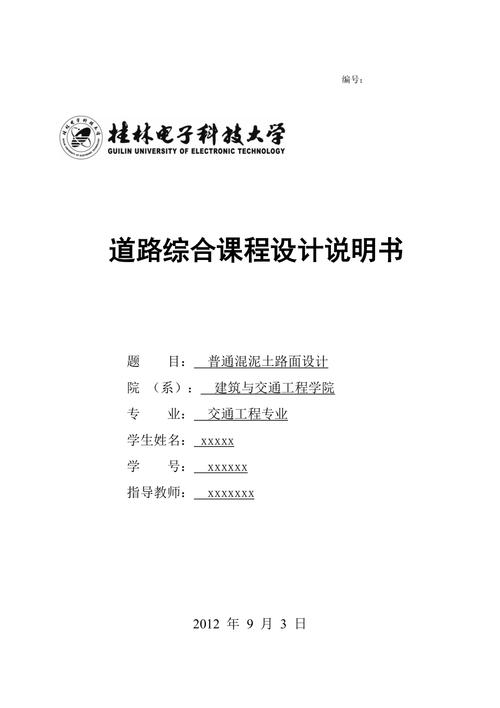 编号：
桂林电子科技大学
GUILIN UNIVERSITY OF ELECTRONIC TECHNOLOGY
道路综合课程设计说明书
题 目： 普通混泥土路面设计
院 （系）： 建筑与交通工程学院
专 业： 交通工程专业
学生姓名： xxxxx
学 号： xxxxxx
指导教师： xxxxxxx
2012 年 9 月 3 日